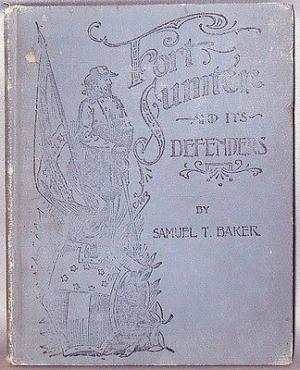 Fort
Sumter
AND ITS
DEFENDERS
BY
SAMUEL T. BAKER.